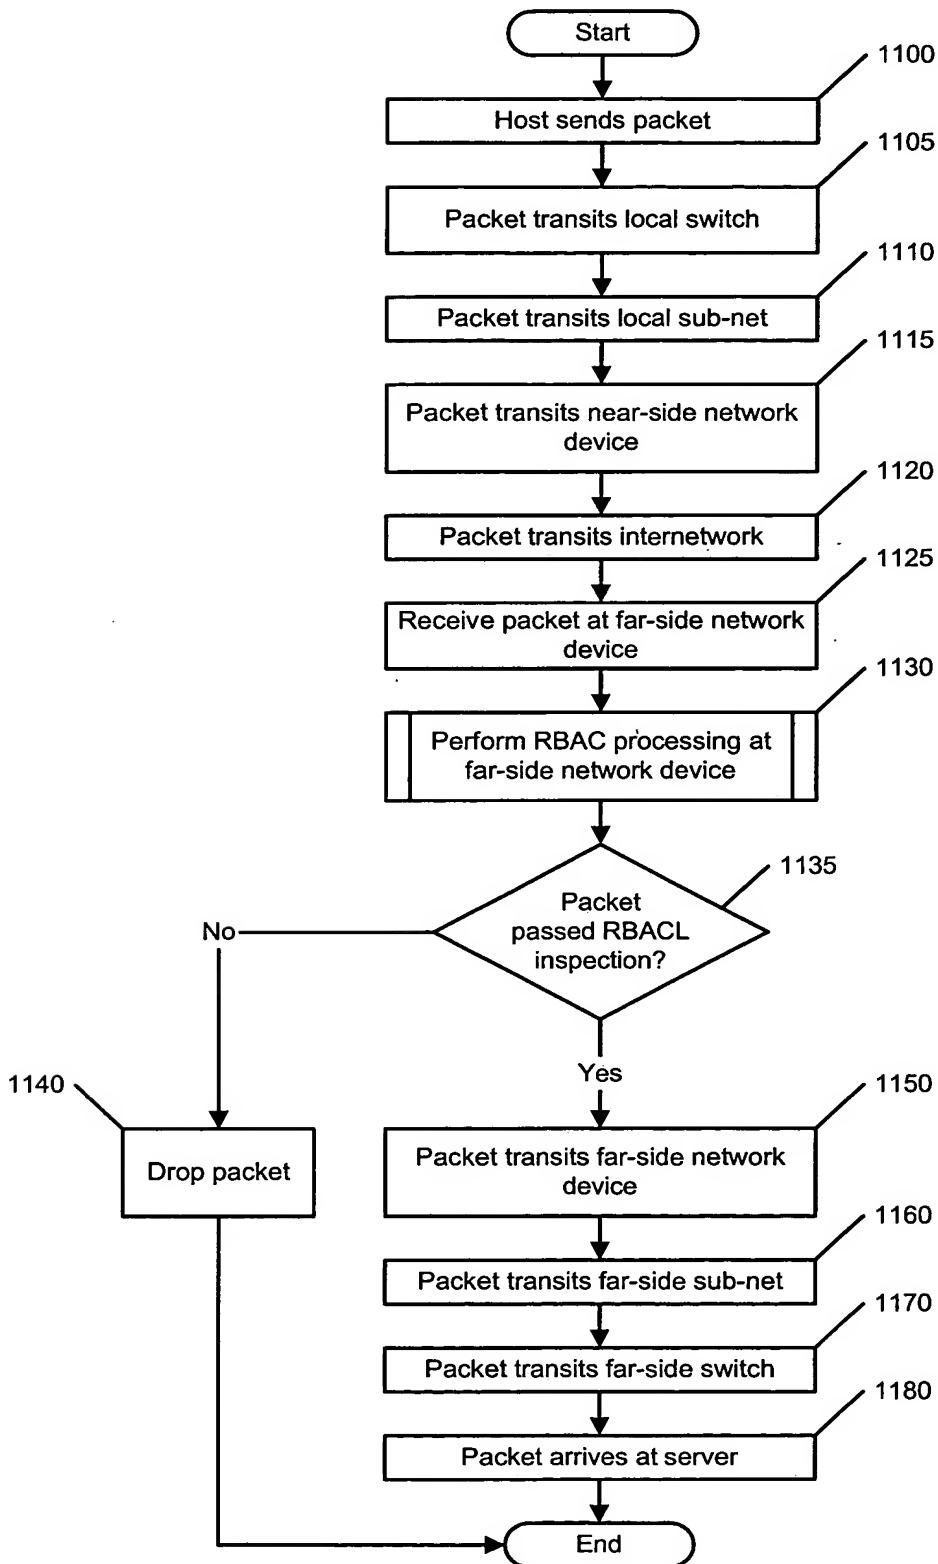 Start
1100
Host sends packet
1105
Packet transits local switch
1110
Packet transits local sub-net
1115
Packet transits near-side network
device
1120
Packet transits internetwork
1125
Receive packet at far-side network
device
1130
Perform RBAC processing at
far-side network device
1135
Packet
passed RBACL
inspection?
No
Yes
1140
Drop packet
1150
Packet transits far-side network
device
1160
Packet transits far-side sub-net
1170
Packet transits far-side switch
1180
Packet arrives at server
End